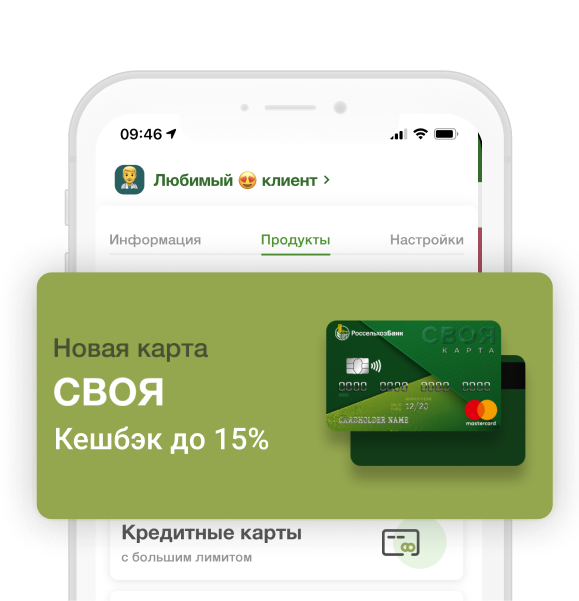 09:46
Любимый 😍 клиент >
Информация Продукты Настройки
Новая карта
СВОЯ
Кешбэк до 15%
РоссельхозБанк
СВОЯ
КАРТА
0000 0000 0000 0000
12/20
CARDHOLDER NAME
mastercard
Кредитные карты
с большим лимитом